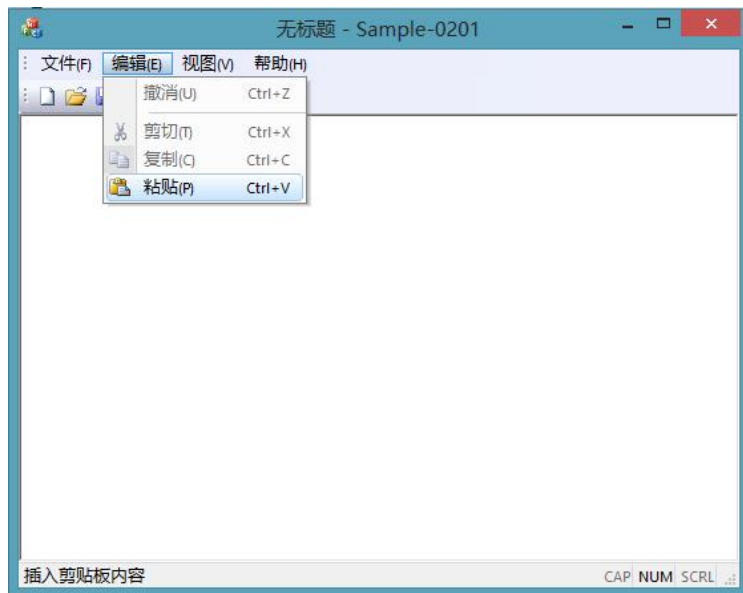 无标题 - Sample-0201
文件(F) 编辑(E) 视图(V) 帮助(H)
撤消(U) Ctrl+Z
剪切(T) Ctrl+X
复制(C) Ctrl+C
粘贴(P) Ctrl+V
插入剪贴板内容 CAP NUM SCRL